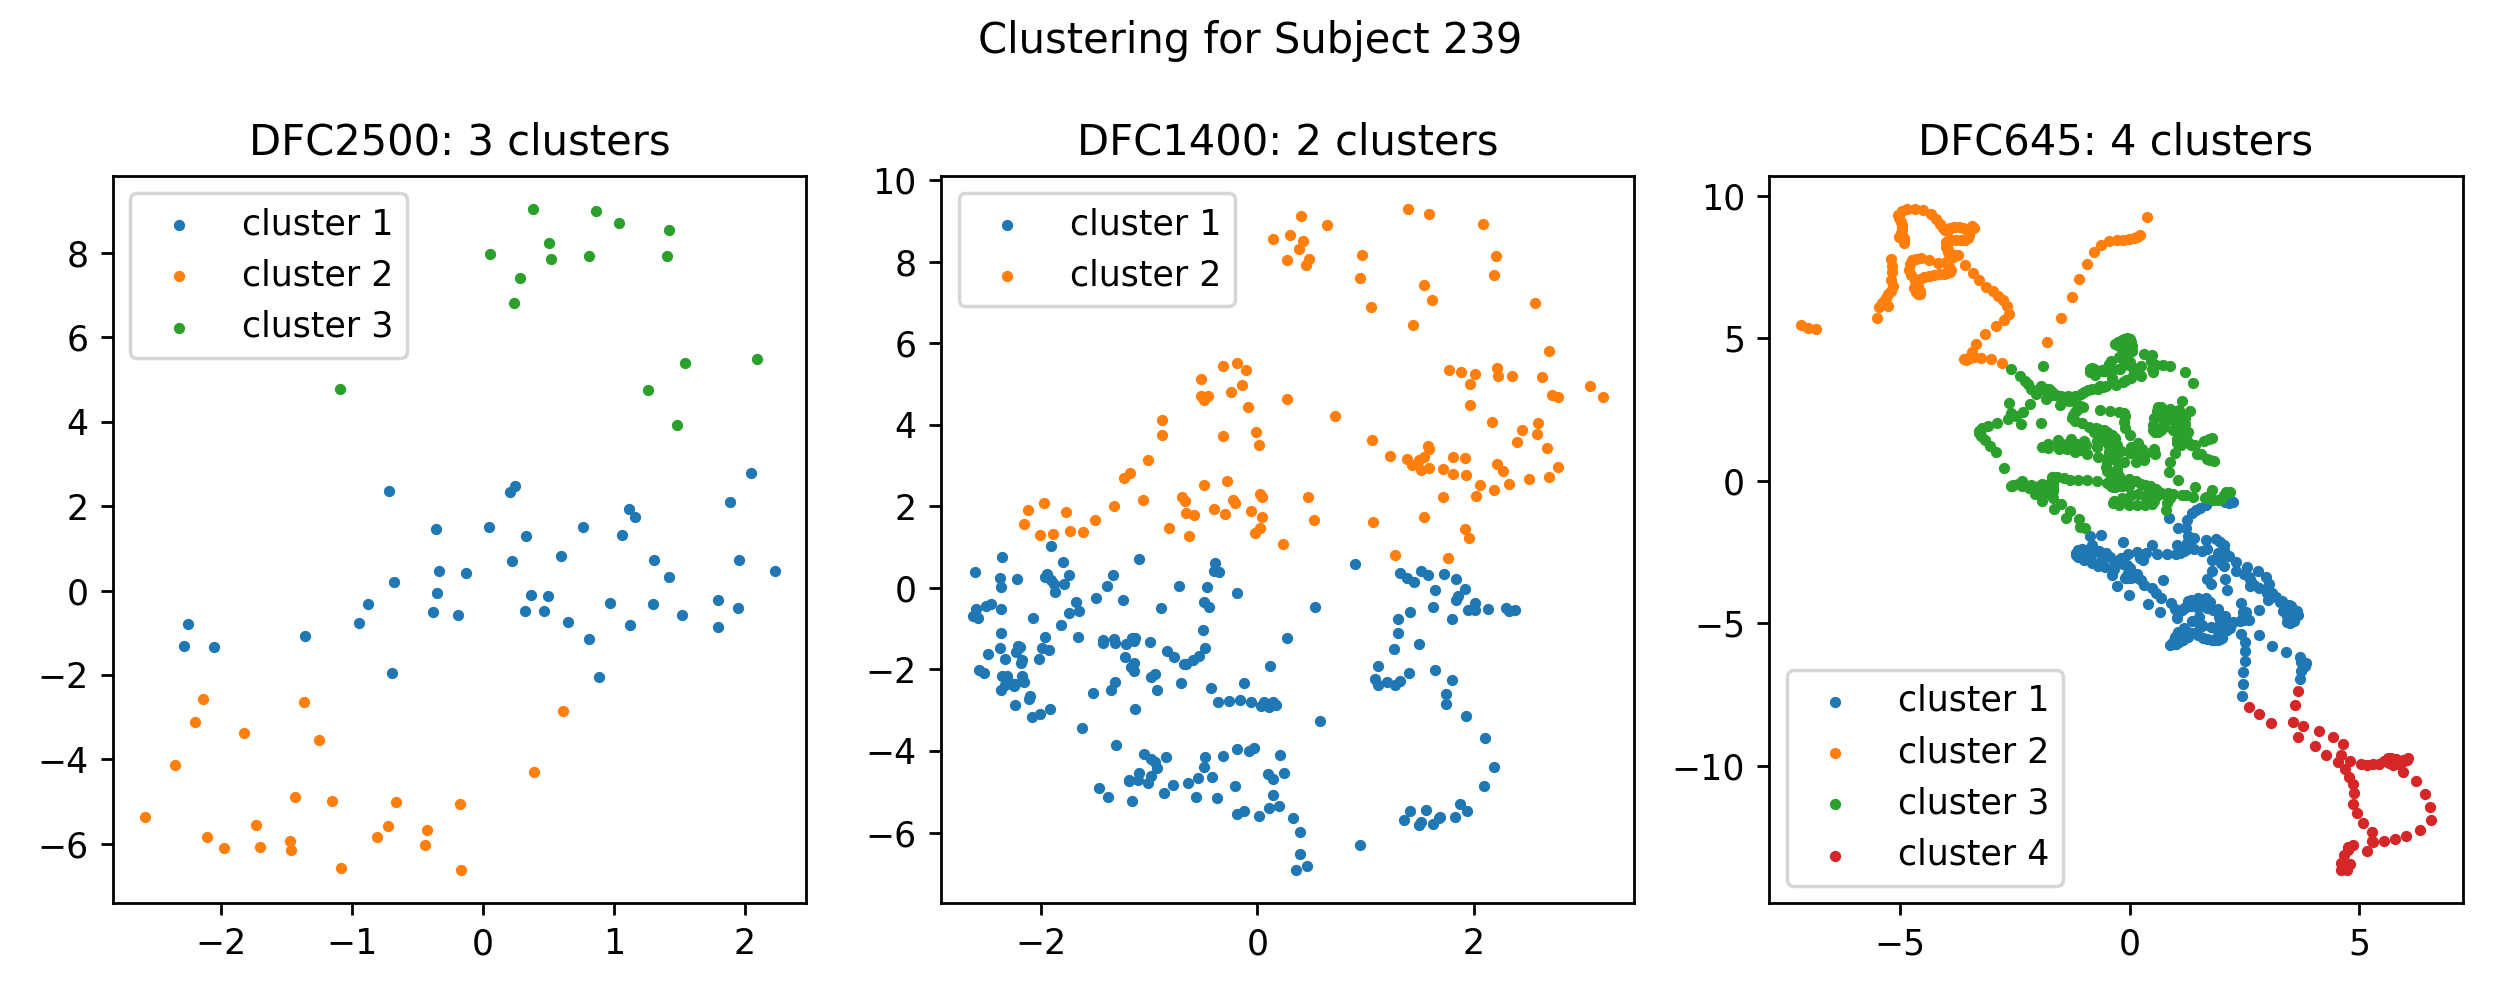 Clustering for Subject 239
DFC2500: 3 clusters
cluster 1
cluster 2
cluster 3
8
6
4
2
0
−2
−4
−6
−2
−1
0
1
2
DFC1400: 2 clusters
cluster 1
cluster 2
10
8
6
4
2
0
−2
−4
−6
−2
0
2
DFC645: 4 clusters
10
5
0
−5
−10
cluster 1
cluster 2
cluster 3
cluster 4
−5
0
5